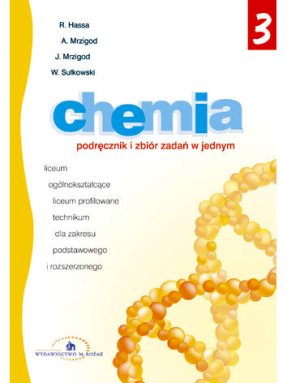 R. Hassa
A. Mrzigod
J. Mrzigod
W. Sułkowski
3
chemia
podręcznik i zbiór zadań w jednym
liceum
ogólnokształcące
liceum profilowane
technikum
dla zakresu
podstawowego
i rozszerzonego
WYDAWNICTWO M. ROŻAK